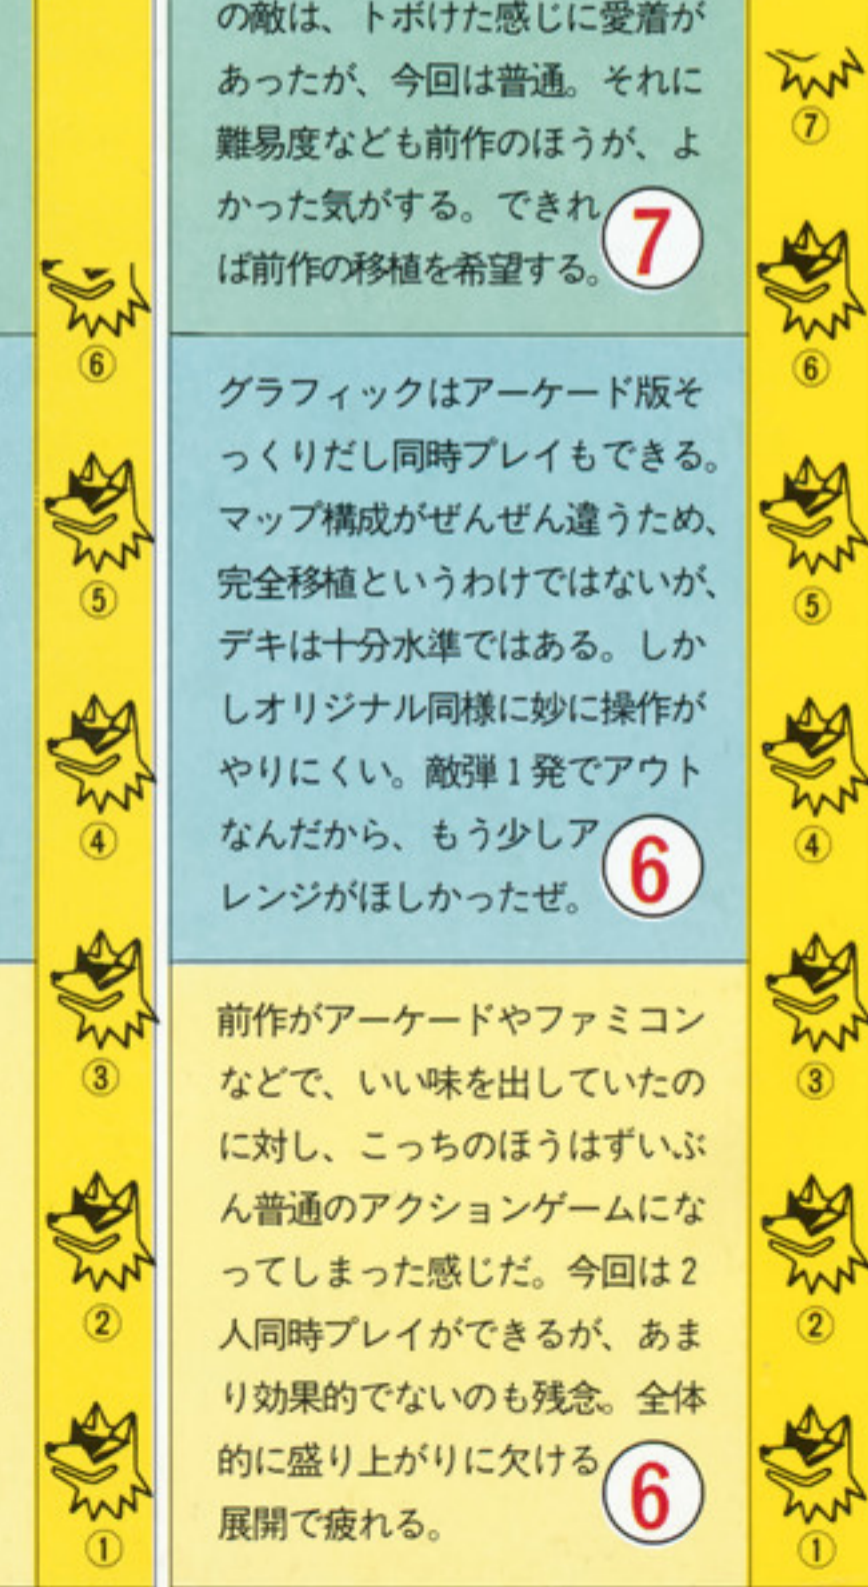 ⑥
⑤
④
③
②
①
の敵は、トボけた感じに愛着が
あったが、今回は普通。それに
難易度なども前作のほうが、よ
かった気がする。できれ
ば前作の移植を希望する。
7
グラフィックはアーケード版そ
っくりだし同時プレイもできる。
マップ構成がぜんぜん違うため、
完全移植というわけではないが、
デキは十分水準ではある。しか
しオリジナル同様に妙に操作が
やりにくい。敵弾1発でアウト
なんだから、もう少しア
レンジがほしかったぜ。
6
前作がアーケードやファミコン
などで、いい味を出していたの
に対し、こっちのほうはずいぶ
ん普通のアクションゲームにな
ってしまった感じだ。今回は2
人同時プレイができるが、あま
り効果的でないのも残念。全体
的に盛り上がりに欠ける
展開で疲れる。
6
⑦
⑥
⑤
④
③
②
①